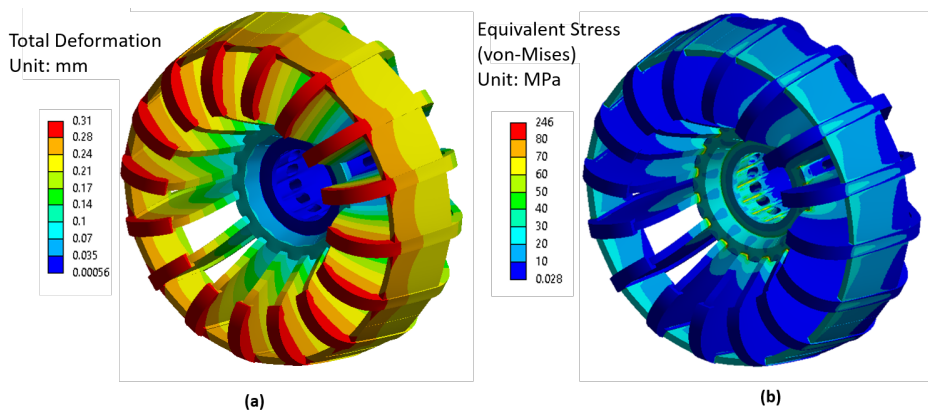 Total Deformation
Unit: mm
0.31
0.28
0.24
0.21
0.17
0.14
0.1
0.07
0.035
0.00056
(a)
Equivalent Stress
(von-Mises)
Unit: MPa
246
80
70
60
50
40
30
20
10
0.028
(b)